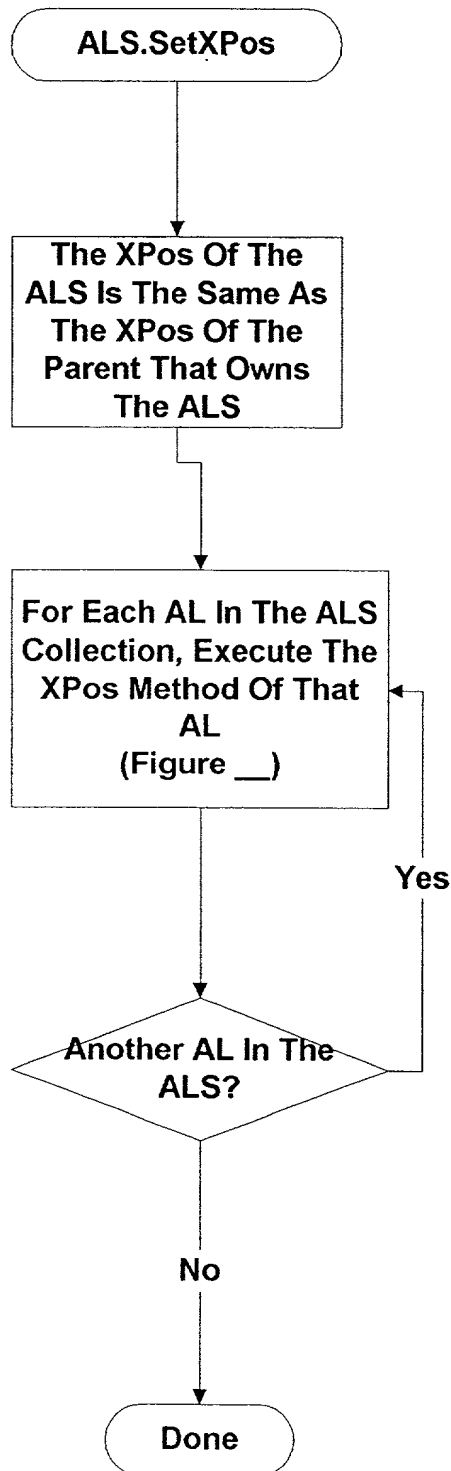 ALS.SetXPos
The XPos Of The
ALS Is The Same As
The XPos Of The
Parent That Owns
The ALS
For Each AL In The ALS
Collection, Execute The
XPos Method Of That
AL
(Figure __)
Yes
Another AL In The
ALS?
No
Done